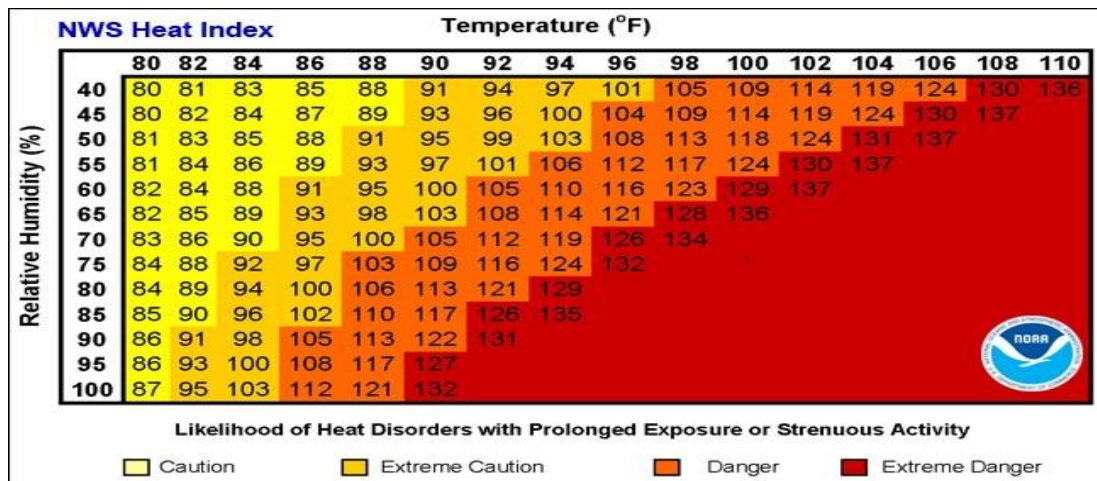 NWS Heat Index Temperature (°F)
80 82 84 86 88 90 92 94 96 98 100 102 104 106 108 110
Relative Humidity (%)
40 80 81 83 85 88 91 94 97 101 105 109 114 119 124 130 136
45 80 82 84 87 89 93 96 100 104 109 114 119 124 130 137
50 81 83 85 88 91 95 99 103 108 113 118 124 131 137
55 81 84 86 89 93 97 101 106 112 117 124 130 137
60 82 84 88 91 95 100 105 110 116 123 129 137
65 82 85 89 93 98 103 108 114 121 128 136
70 83 86 90 95 100 105 112 119 126 134
75 84 88 92 97 103 109 116 124 132
80 84 89 94 100 106 113 121 129
85 85 90 96 102 110 117 126 135
90 86 91 98 105 113 122 131
95 86 93 100 108 117 127
100 87 95 103 112 121 132
NOAA
Likelihood of Heat Disorders with Prolonged Exposure or Strenuous Activity
Caution Extreme Caution Danger Extreme Danger